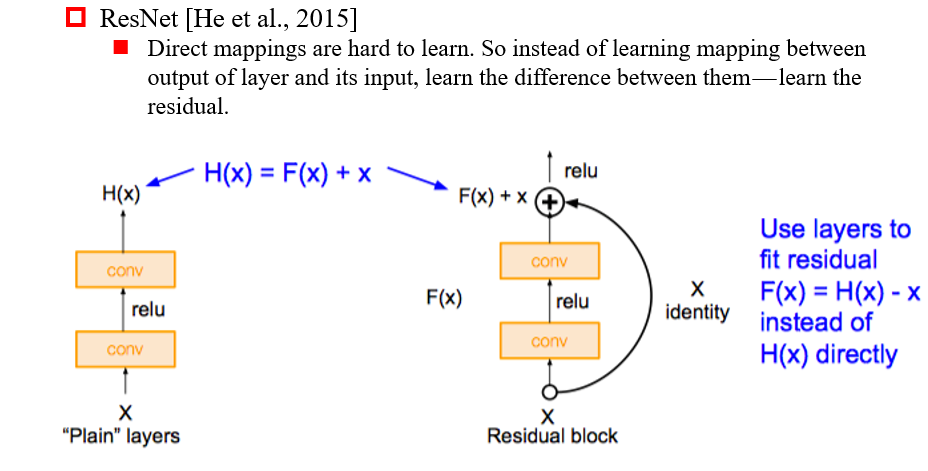 ResNet [He et al., 2015]
Direct mappings are hard to learn. So instead of learning mapping between
output of layer and its input, learn the difference between them—learn the
residual.
H(x) = F(x) + x
H(x)
conv
relu
conv
X
“Plain” layers
relu
F(x) + x
conv
F(x)
relu
conv
X
identity
X
Residual block
Use layers to
fit residual
F(x) = H(x) - x
instead of
H(x) directly